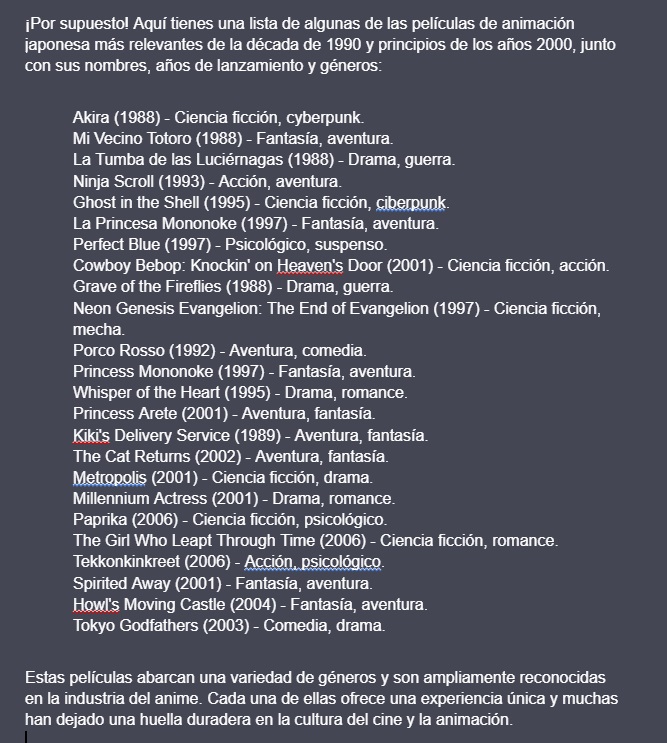 ¡Por supuesto! Aquí tienes una lista de algunas de las películas de animación
japonesa más relevantes de la década de 1990 y principios de los años 2000, junto
con sus nombres, años de lanzamiento y géneros:
Akira (1988) - Ciencia ficción, cyberpunk.
Mi Vecino Totoro (1988) - Fantasía, aventura.
La Tumba de las Luciérnagas (1988) - Drama, guerra.
Ninja Scroll (1993) - Acción, aventura.
Ghost in the Shell (1995) - Ciencia ficción, ciberpunk.
La Princesa Mononoke (1997) - Fantasía, aventura.
Perfect Blue (1997) - Psicológico, suspenso.
Cowboy Bebop: Knockin' on Heaven's Door (2001) - Ciencia ficción, acción.
Grave of the Fireflies (1988) - Drama, guerra.
Neon Genesis Evangelion: The End of Evangelion (1997) - Ciencia ficción,
mecha.
Porco Rosso (1992) - Aventura, comedia.
Princess Mononoke (1997) - Fantasía, aventura.
Whisper of the Heart (1995) - Drama, romance.
Princess Arete (2001) - Aventura, fantasía.
Kiki's Delivery Service (1989) - Aventura, fantasía.
The Cat Returns (2002) - Aventura, fantasía.
Metropolis (2001) - Ciencia ficción, drama.
Millennium Actress (2001) - Drama, romance.
Paprika (2006) - Ciencia ficción, psicológico.
The Girl Who Leapt Through Time (2006) - Ciencia ficción, romance.
Tekkonkinkreet (2006) - Acción, psicológico.
Spirited Away (2001) - Fantasía, aventura.
Howl's Moving Castle (2004) - Fantasía, aventura.
Tokyo Godfathers (2003) - Comedia, drama.
Estas películas abarcan una variedad de géneros y son ampliamente reconocidas
en la industria del anime. Cada una de ellas ofrece una experiencia única y muchas
han dejado una huella duradera en la cultura del cine y la animación.